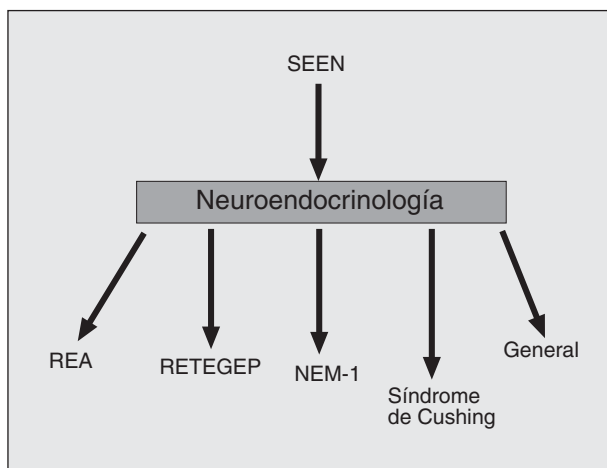 SEEN
Neuroendocrinología
REA
RETEGEP
NEM-1
Síndrome
de Cushing
General